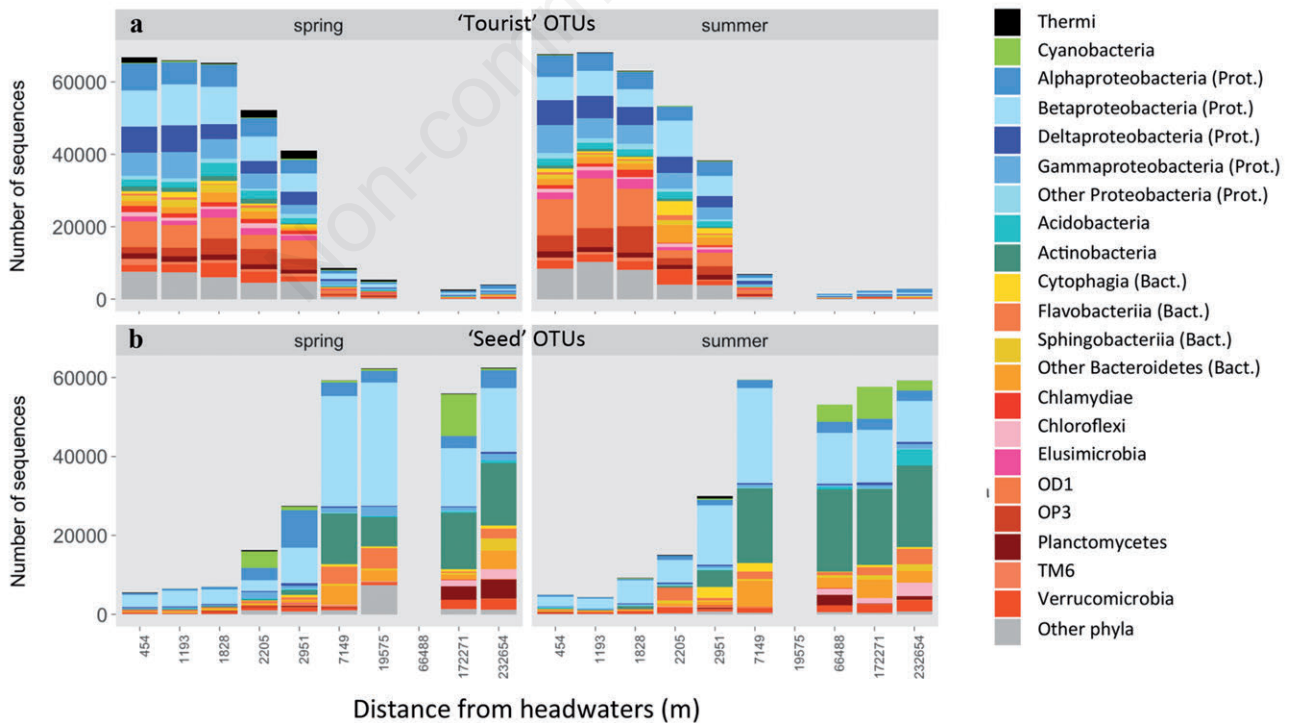 a
'Tourist' OTUs
spring
summer
Number of sequences
60000
40000
20000
0
b
'Seed' OTUs
spring
summer
Number of sequences
60000
40000
20000
0
454
1193
1828
2205
2951
7149
19575
66488
172271
232654
454
1193
1828
2205
2951
7149
19575
66488
172271
232654
Distance from headwaters (m)
Thermi
Cyanobacteria
Alphaproteobacteria (Prot.)
Betaproteobacteria (Prot.)
Deltaproteobacteria (Prot.)
Gammaproteobacteria (Prot.)
Other Proteobacteria (Prot.)
Acidobacteria
Actinobacteria
Cytophagia (Bact.)
Flavobacteriia (Bact.)
Sphingobacteriia (Bact.)
Other Bacteroidetes (Bact.)
Chlamydiae
Chloroflexi
Elusimicrobia
OD1
OP3
Planctomycetes
TM6
Verrucomicrobia
Other phyla
Non-comm